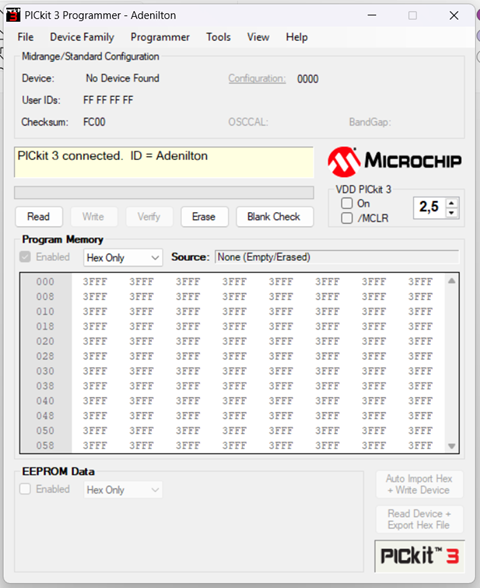 PICkit 3 Programmer - Adenilton
File Device Family Programmer Tools View Help
Midrange/Standard Configuration
Device: No Device Found Configuration: 0000
User IDs: FF FF FF FF
Checksum: FC00 OSCCAL: BandGap:
PICkit 3 connected. ID = Adenilton
MICROCHIP
VDD PICkit 3
On
/MCLR
2,5
Read Write Verify Erase Blank Check
Program Memory
Enabled Hex Only Source: None (Empty/Erased)
000 3FFF 3FFF 3FFF 3FFF 3FFF 3FFF 3FFF 3FFF
008 3FFF 3FFF 3FFF 3FFF 3FFF 3FFF 3FFF 3FFF
010 3FFF 3FFF 3FFF 3FFF 3FFF 3FFF 3FFF 3FFF
018 3FFF 3FFF 3FFF 3FFF 3FFF 3FFF 3FFF 3FFF
020 3FFF 3FFF 3FFF 3FFF 3FFF 3FFF 3FFF 3FFF
028 3FFF 3FFF 3FFF 3FFF 3FFF 3FFF 3FFF 3FFF
030 3FFF 3FFF 3FFF 3FFF 3FFF 3FFF 3FFF 3FFF
038 3FFF 3FFF 3FFF 3FFF 3FFF 3FFF 3FFF 3FFF
040 3FFF 3FFF 3FFF 3FFF 3FFF 3FFF 3FFF 3FFF
048 3FFF 3FFF 3FFF 3FFF 3FFF 3FFF 3FFF 3FFF
050 3FFF 3FFF 3FFF 3FFF 3FFF 3FFF 3FFF 3FFF
058 3FFF 3FFF 3FFF 3FFF 3FFF 3FFF 3FFF 3FFF
EEPROM Data
Enabled Hex Only
Auto Import Hex
+ Write Device
Read Device +
Export Hex File
PICkit™ 3